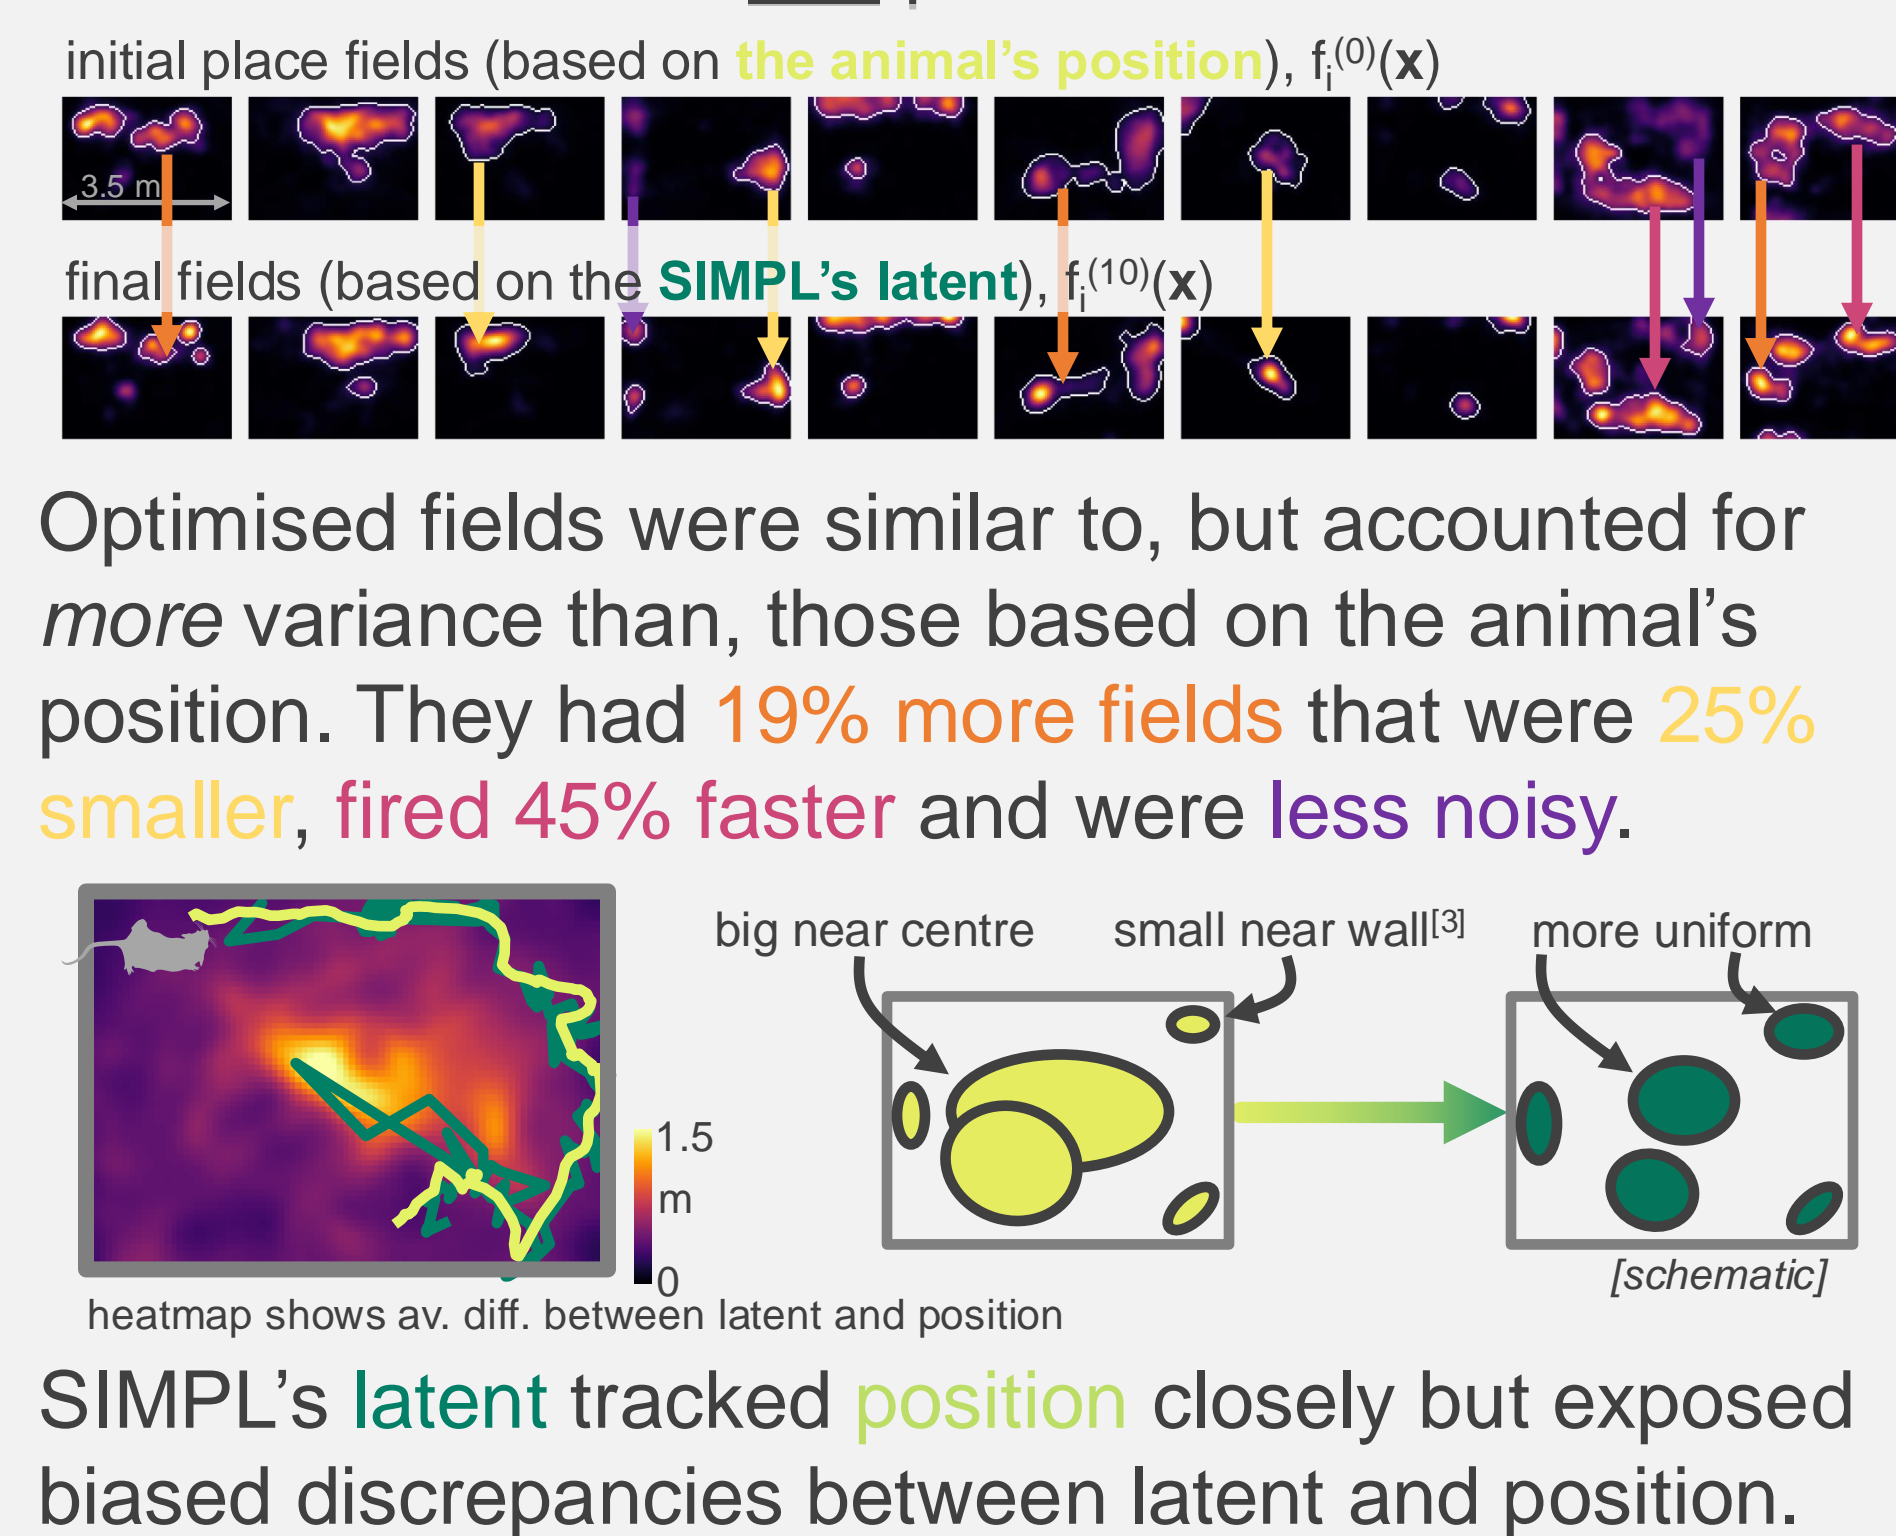 initial place fields (based on the animal's position), fᵢ⁽⁰⁾(x)
3.5 m
final fields (based on the SIMPL's latent), fᵢ⁽¹⁰⁾(x)
Optimised fields were similar to, but accounted for
more variance than, those based on the animal's
position. They had 19% more fields that were 25%
smaller, fired 45% faster and were less noisy.
big near centre
small near wall[3]
more uniform
1.5
m
0
[schematic]
heatmap shows av. diff. between latent and position
SIMPL's latent tracked position closely but exposed
biased discrepancies between latent and position.